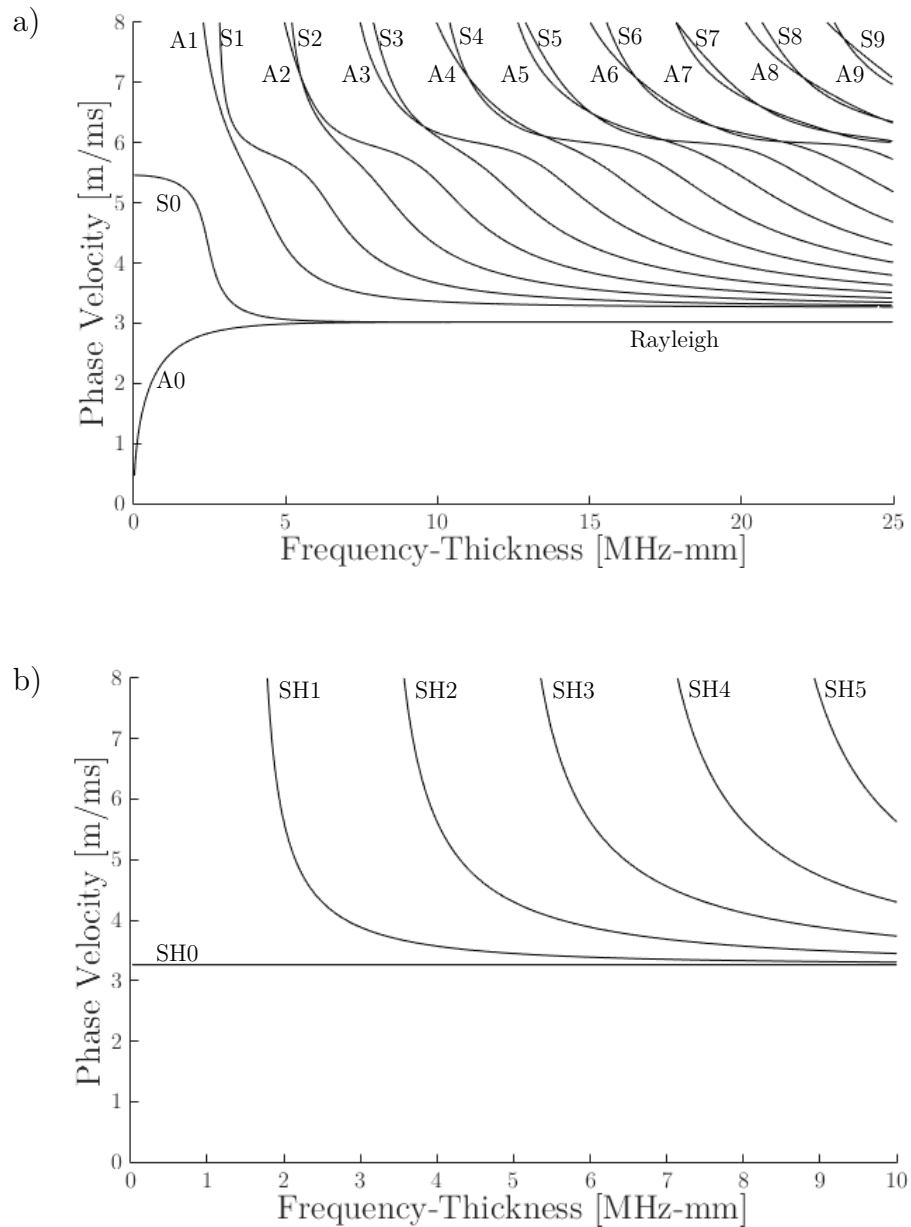 a)
Phase Velocity [m/ms]
8
7
6
5
4
3
2
1
0
A1 S1 S2 S3 S4 S5 S6 S7 S8 S9
A2 A3 A4 A5 A6 A7 A8 A9
S0
A0
Rayleigh
0 5 10 15 20 25
Frequency-Thickness [MHz-mm]
b)
Phase Velocity [m/ms]
8
7
6
5
4
3
2
1
0
SH1 SH2 SH3 SH4 SH5
SH0
0 1 2 3 4 5 6 7 8 9 10
Frequency-Thickness [MHz-mm]